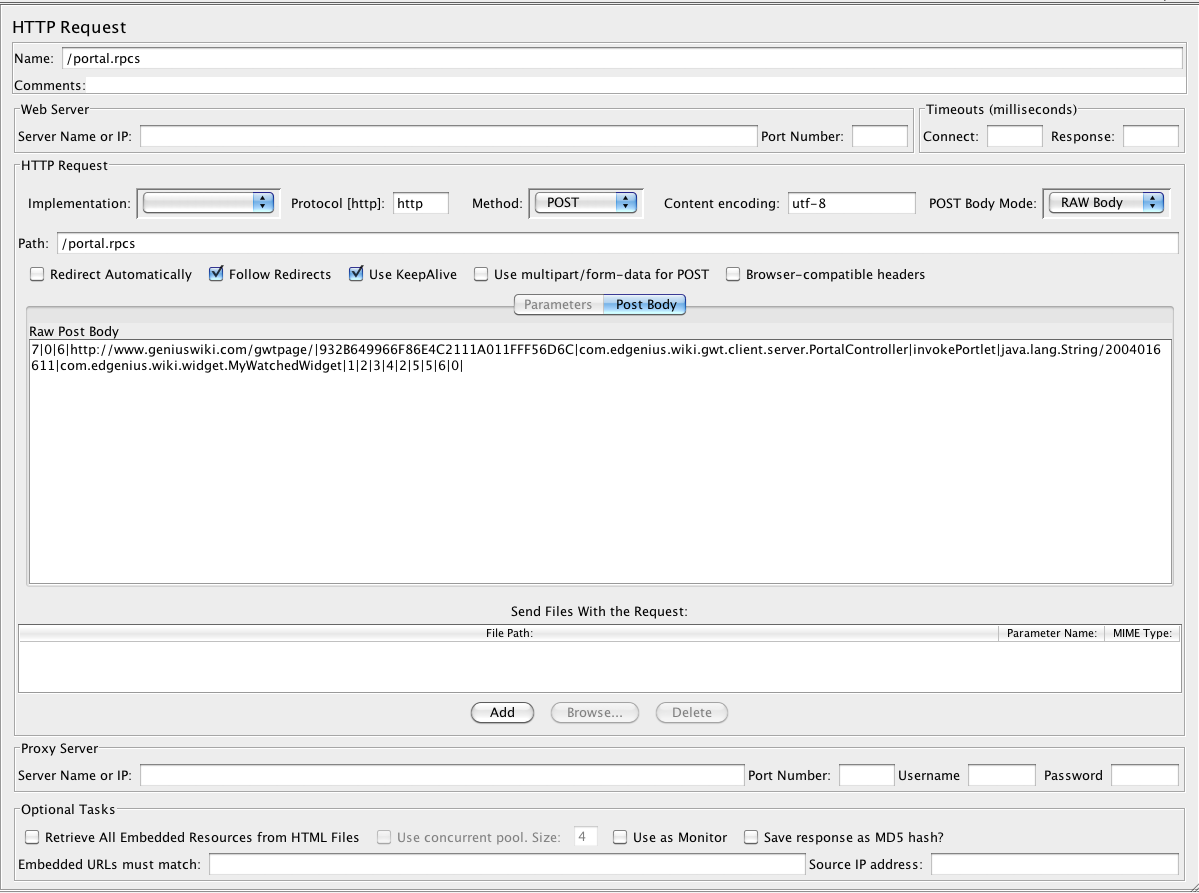 HTTP Request
Name: /portal.rpcs
Comments:
Web Server
Timeouts (milliseconds)
Server Name or IP: Port Number: Connect: Response:
HTTP Request
Implementation: Protocol [http]: http Method: POST Content encoding: utf-8 POST Body Mode: RAW Body
Path: /portal.rpcs
Redirect Automatically Follow Redirects Use KeepAlive Use multipart/form-data for POST Browser-compatible headers
Parameters Post Body
Raw Post Body
7|0|6|http://www.geniuswiki.com/gwtpage/|932B649966F86E4C2111A011FFF56D6C|com.edgenius.wiki.gwt.client.server.PortalController|invokePortlet|java.lang.String/2004016
611|com.edgenius.wiki.widget.MyWatchedWidget|1|2|3|4|2|5|5|6|0|
Send Files With the Request:
File Path: Parameter Name: MIME Type:
Add Browse... Delete
Proxy Server
Server Name or IP: Port Number: Username Password
Optional Tasks
Retrieve All Embedded Resources from HTML Files Use concurrent pool. Size: 4 Use as Monitor Save response as MD5 hash?
Embedded URLs must match: Source IP address: